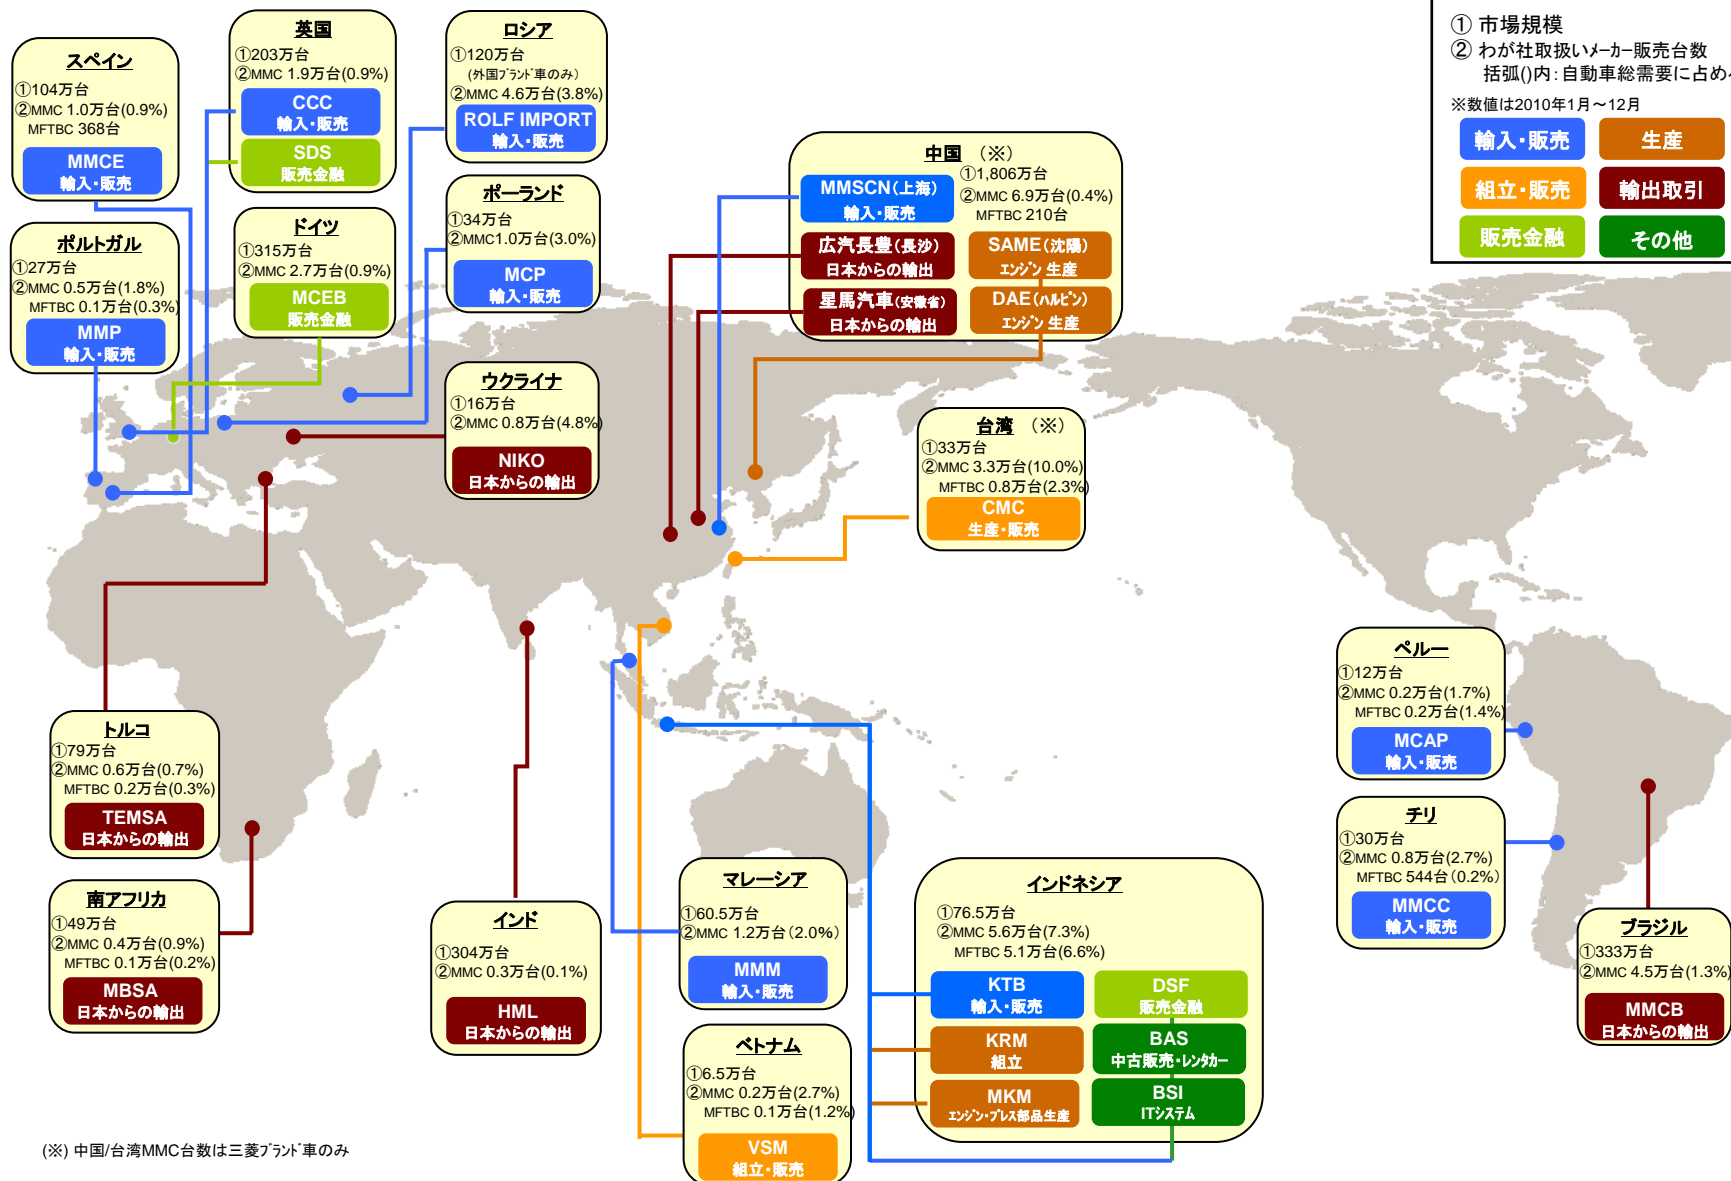 スペイン
①104万台
②MMC 1.0万台(0.9%)
MFTBC 368台
MMCE
輸入・販売
英国
①203万台
②MMC 1.9万台(0.9%)
CCC
輸入・販売
SDS
販売金融
ロシア
①120万台
(外国ブランド車のみ)
②MMC 4.6万台(3.8%)
ROLF IMPORT
輸入・販売
① 市場規模
② わが社取扱いメーカー販売台数
括弧()内:自動車総需要に占め
※数値は2010年1月~12月
輸入・販売
生産
組立・販売
輸出取引
販売金融
その他
ポルトガル
①27万台
②MMC 0.5万台(1.8%)
MFTBC 0.1万台(0.3%)
MMP
輸入・販売
ドイツ
①315万台
②MMC 2.7万台(0.9%)
MCEB
販売金融
ポーランド
①34万台
②MMC1.0万台(3.0%)
MCP
輸入・販売
中国 (※)
①1,806万台
②MMC 6.9万台(0.4%)
MFTBC 210台
MMSCN(上海)
輸入・販売
広汽長豊(長沙)
日本からの輸出
SAME(沈陽)
エンジン 生産
星馬汽車(安徽省)
日本からの輸出
DAE(ハルビン)
エンジン 生産
ウクライナ
①16万台
②MMC 0.8万台(4.8%)
NIKO
日本からの輸出
台湾 (※)
①33万台
②MMC 3.3万台(10.0%)
MFTBC 0.8万台(2.3%)
CMC
生産・販売
トルコ
①79万台
②MMC 0.6万台(0.7%)
MFTBC 0.2万台(0.3%)
TEMSA
日本からの輸出
南アフリカ
①49万台
②MMC 0.4万台(0.9%)
MFTBC 0.1万台(0.2%)
MBSA
日本からの輸出
インド
①304万台
②MMC 0.3万台(0.1%)
HML
日本からの輸出
マレーシア
①60.5万台
②MMC 1.2万台(2.0%)
MMM
輸入・販売
ベトナム
①6.5万台
②MMC 0.2万台(2.7%)
MFTBC 0.1万台(1.2%)
VSM
組立・販売
インドネシア
①76.5万台
②MMC 5.6万台(7.3%)
MFTBC 5.1万台(6.6%)
KTB
輸入・販売
DSF
販売金融
KRM
組立
BAS
中古販売・レンタカー
MKM
エンジン・プレス部品生産
BSI
ITシステム
ペルー
①12万台
②MMC 0.2万台(1.7%)
MFTBC 0.2万台(1.4%)
MCAP
輸入・販売
チリ
①30万台
②MMC 0.8万台(2.7%)
MFTBC 544台(0.2%)
MMCC
輸入・販売
ブラジル
①333万台
②MMC 4.5万台(1.3%)
MMCB
日本からの輸出
(※) 中国/台湾MMC台数は三菱ブランド車のみ